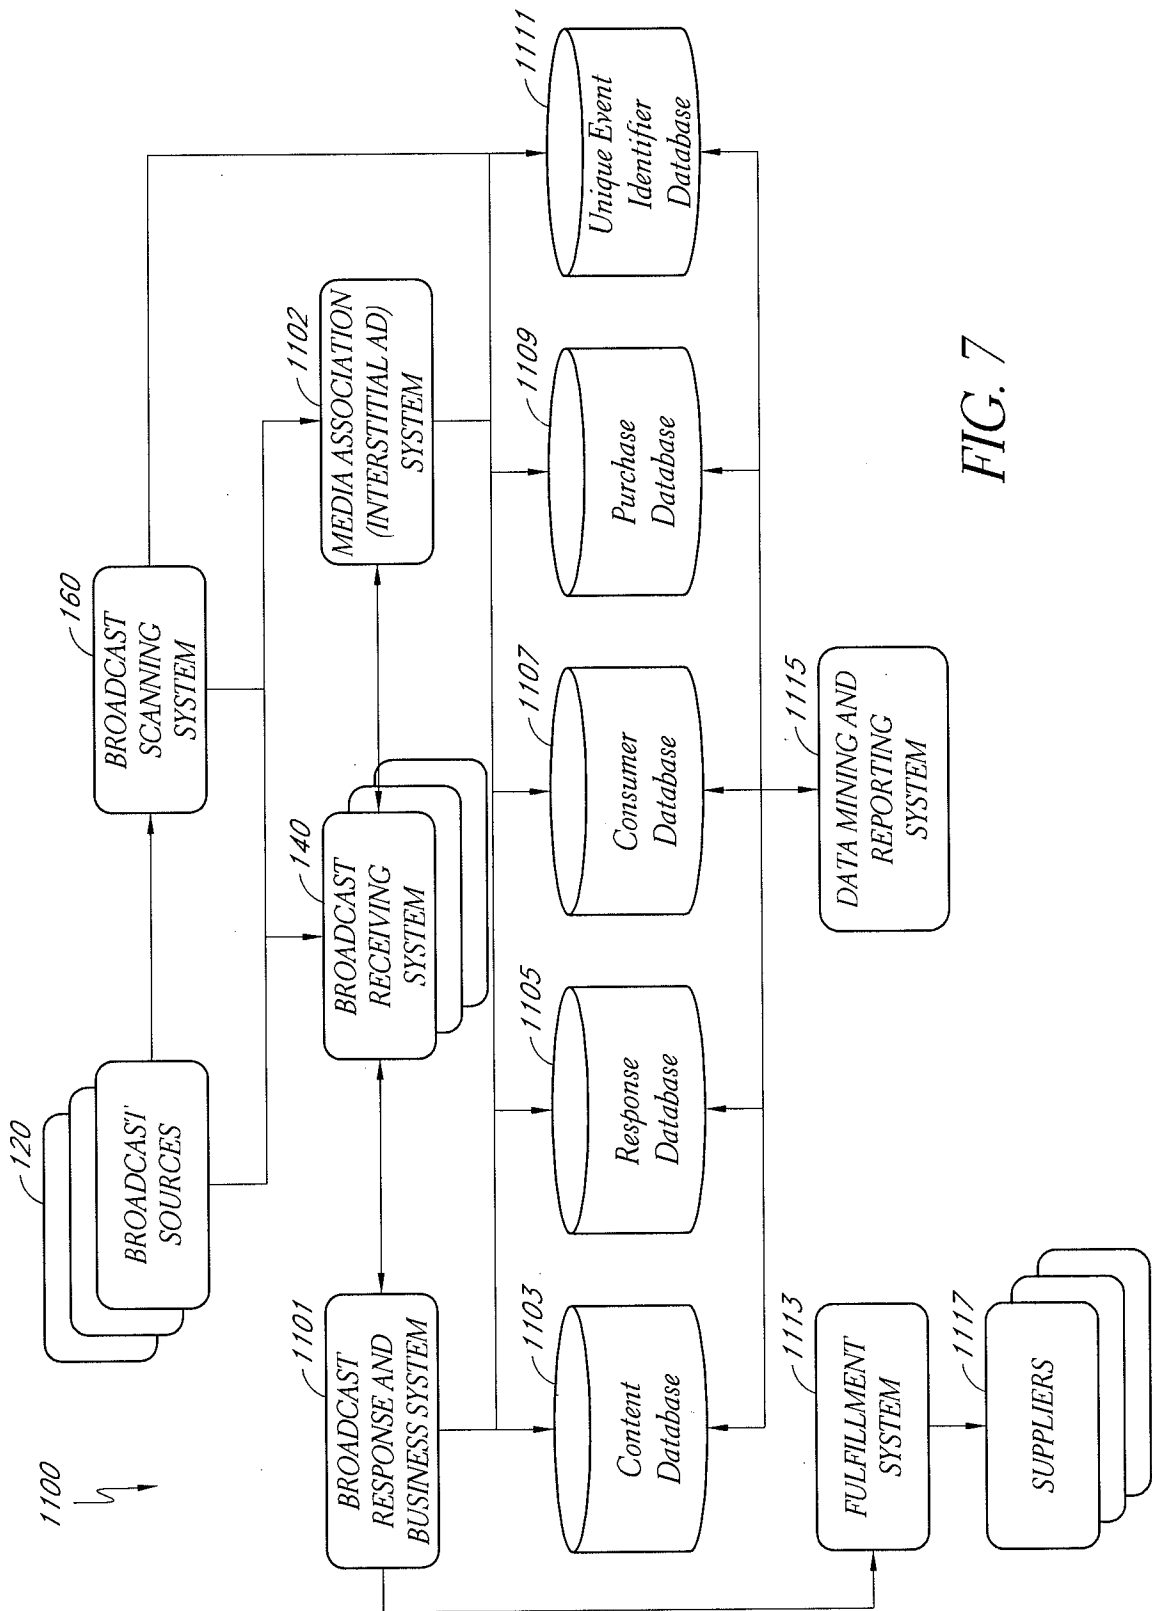 1100
120
BROADCAST
SOURCES
160
BROADCAST
SCANNING
SYSTEM
1101
BROADCAST
RESPONSE AND
BUSINESS SYSTEM
140
BROADCAST
RECEIVING
SYSTEM
1102
MEDIA ASSOCIATION
(INTERSTITIAL AD)
SYSTEM
1103
Content
Database
1105
Response
Database
1107
Consumer
Database
1109
Purchase
Database
1111
Unique Event
Identifier
Database
1113
FULFILLMENT
SYSTEM
1115
DATA MINING AND
REPORTING
SYSTEM
1117
SUPPLIERS
FIG. 7